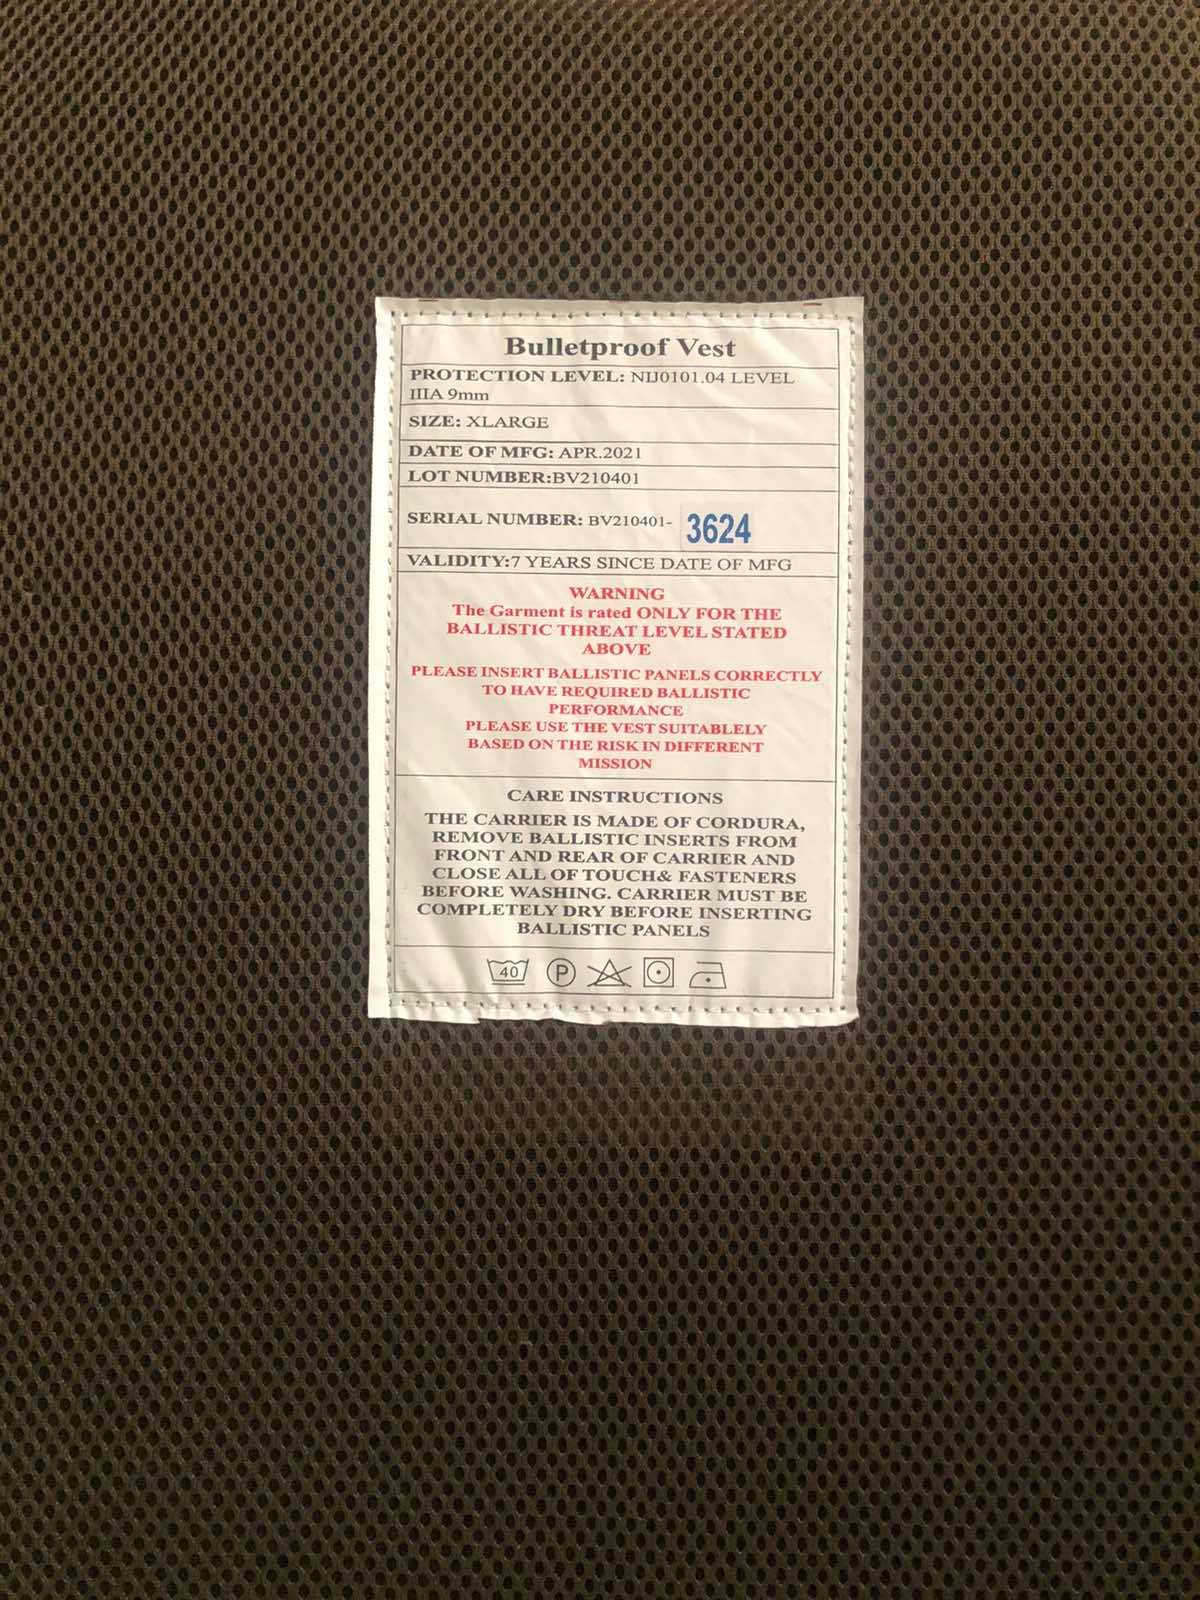 Bulletproof Vest
PROTECTION LEVEL: NIJ0101.04 LEVEL
IIIA 9mm
SIZE: XLARGE
DATE OF MFG: APR.2021
LOT NUMBER:BV210401
SERIAL NUMBER: BV210401- 3624
VALIDITY:7 YEARS SINCE DATE OF MFG
WARNING
The Garment is rated ONLY FOR THE
BALLISTIC THREAT LEVEL STATED
ABOVE
PLEASE INSERT BALLISTIC PANELS CORRECTLY
TO HAVE REQUIRED BALLISTIC
PERFORMANCE
PLEASE USE THE VEST SUITABLELY
BASED ON THE RISK IN DIFFERENT
MISSION
CARE INSTRUCTIONS
THE CARRIER IS MADE OF CORDURA,
REMOVE BALLISTIC INSERTS FROM
FRONT AND REAR OF CARRIER AND
CLOSE ALL OF TOUCH& FASTENERS
BEFORE WASHING. CARRIER MUST BE
COMPLETELY DRY BEFORE INSERTING
BALLISTIC PANELS
40 P